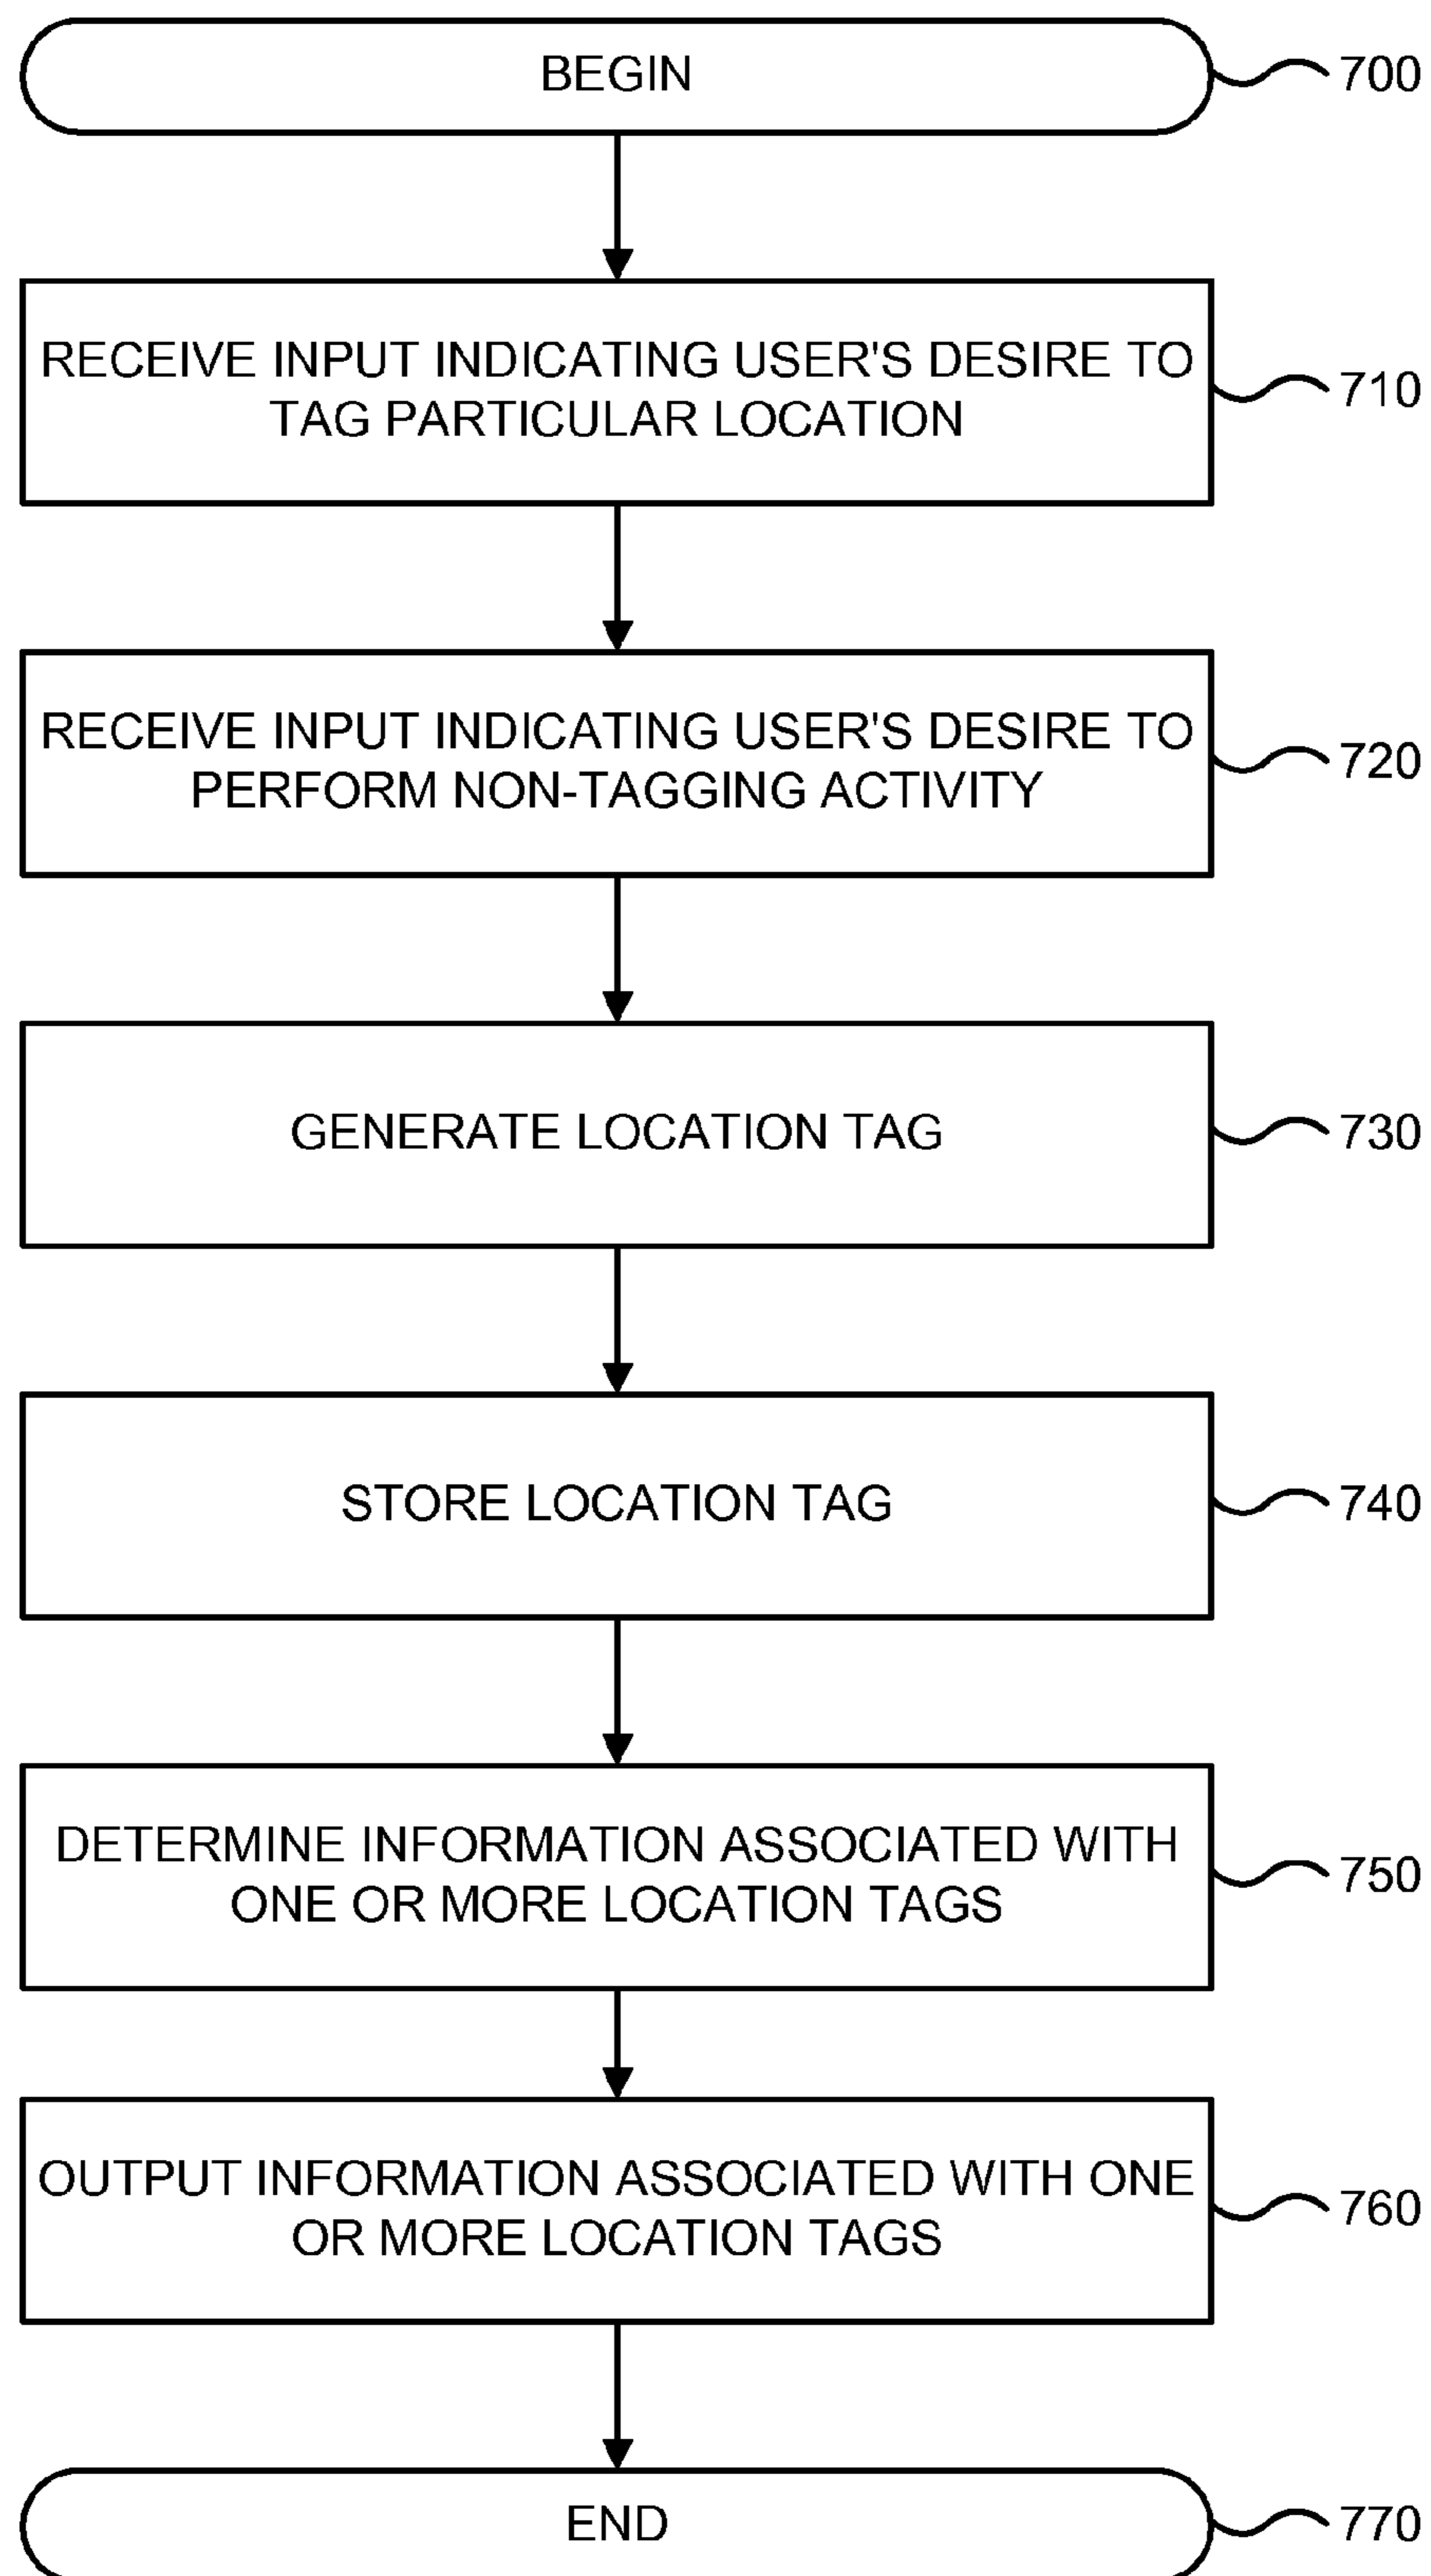 BEGIN
700
RECEIVE INPUT INDICATING USER'S DESIRE TO
TAG PARTICULAR LOCATION
710
RECEIVE INPUT INDICATING USER'S DESIRE TO
PERFORM NON-TAGGING ACTIVITY
720
GENERATE LOCATION TAG
730
STORE LOCATION TAG
740
DETERMINE INFORMATION ASSOCIATED WITH
ONE OR MORE LOCATION TAGS
750
OUTPUT INFORMATION ASSOCIATED WITH ONE
OR MORE LOCATION TAGS
760
END
770